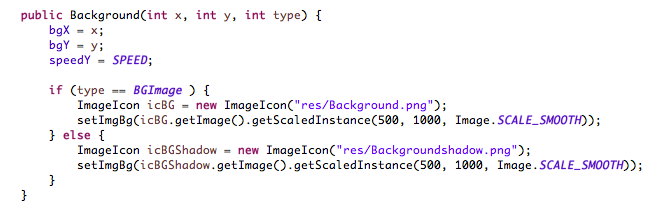 public Background(int x, int y, int type) {
    bgX = x;
    bgY = y;
    speedY = SPEED;

    if (type == BGImage ) {
        ImageIcon icBG = new ImageIcon("res/Background.png");
        setImgBg(icBG.getImage().getScaledInstance(500, 1000, Image.SCALE_SMOOTH));
    } else {
        ImageIcon icBGShadow = new ImageIcon("res/Backgroundshadow.png");
        setImgBg(icBGShadow.getImage().getScaledInstance(500, 1000, Image.SCALE_SMOOTH));
    }
}